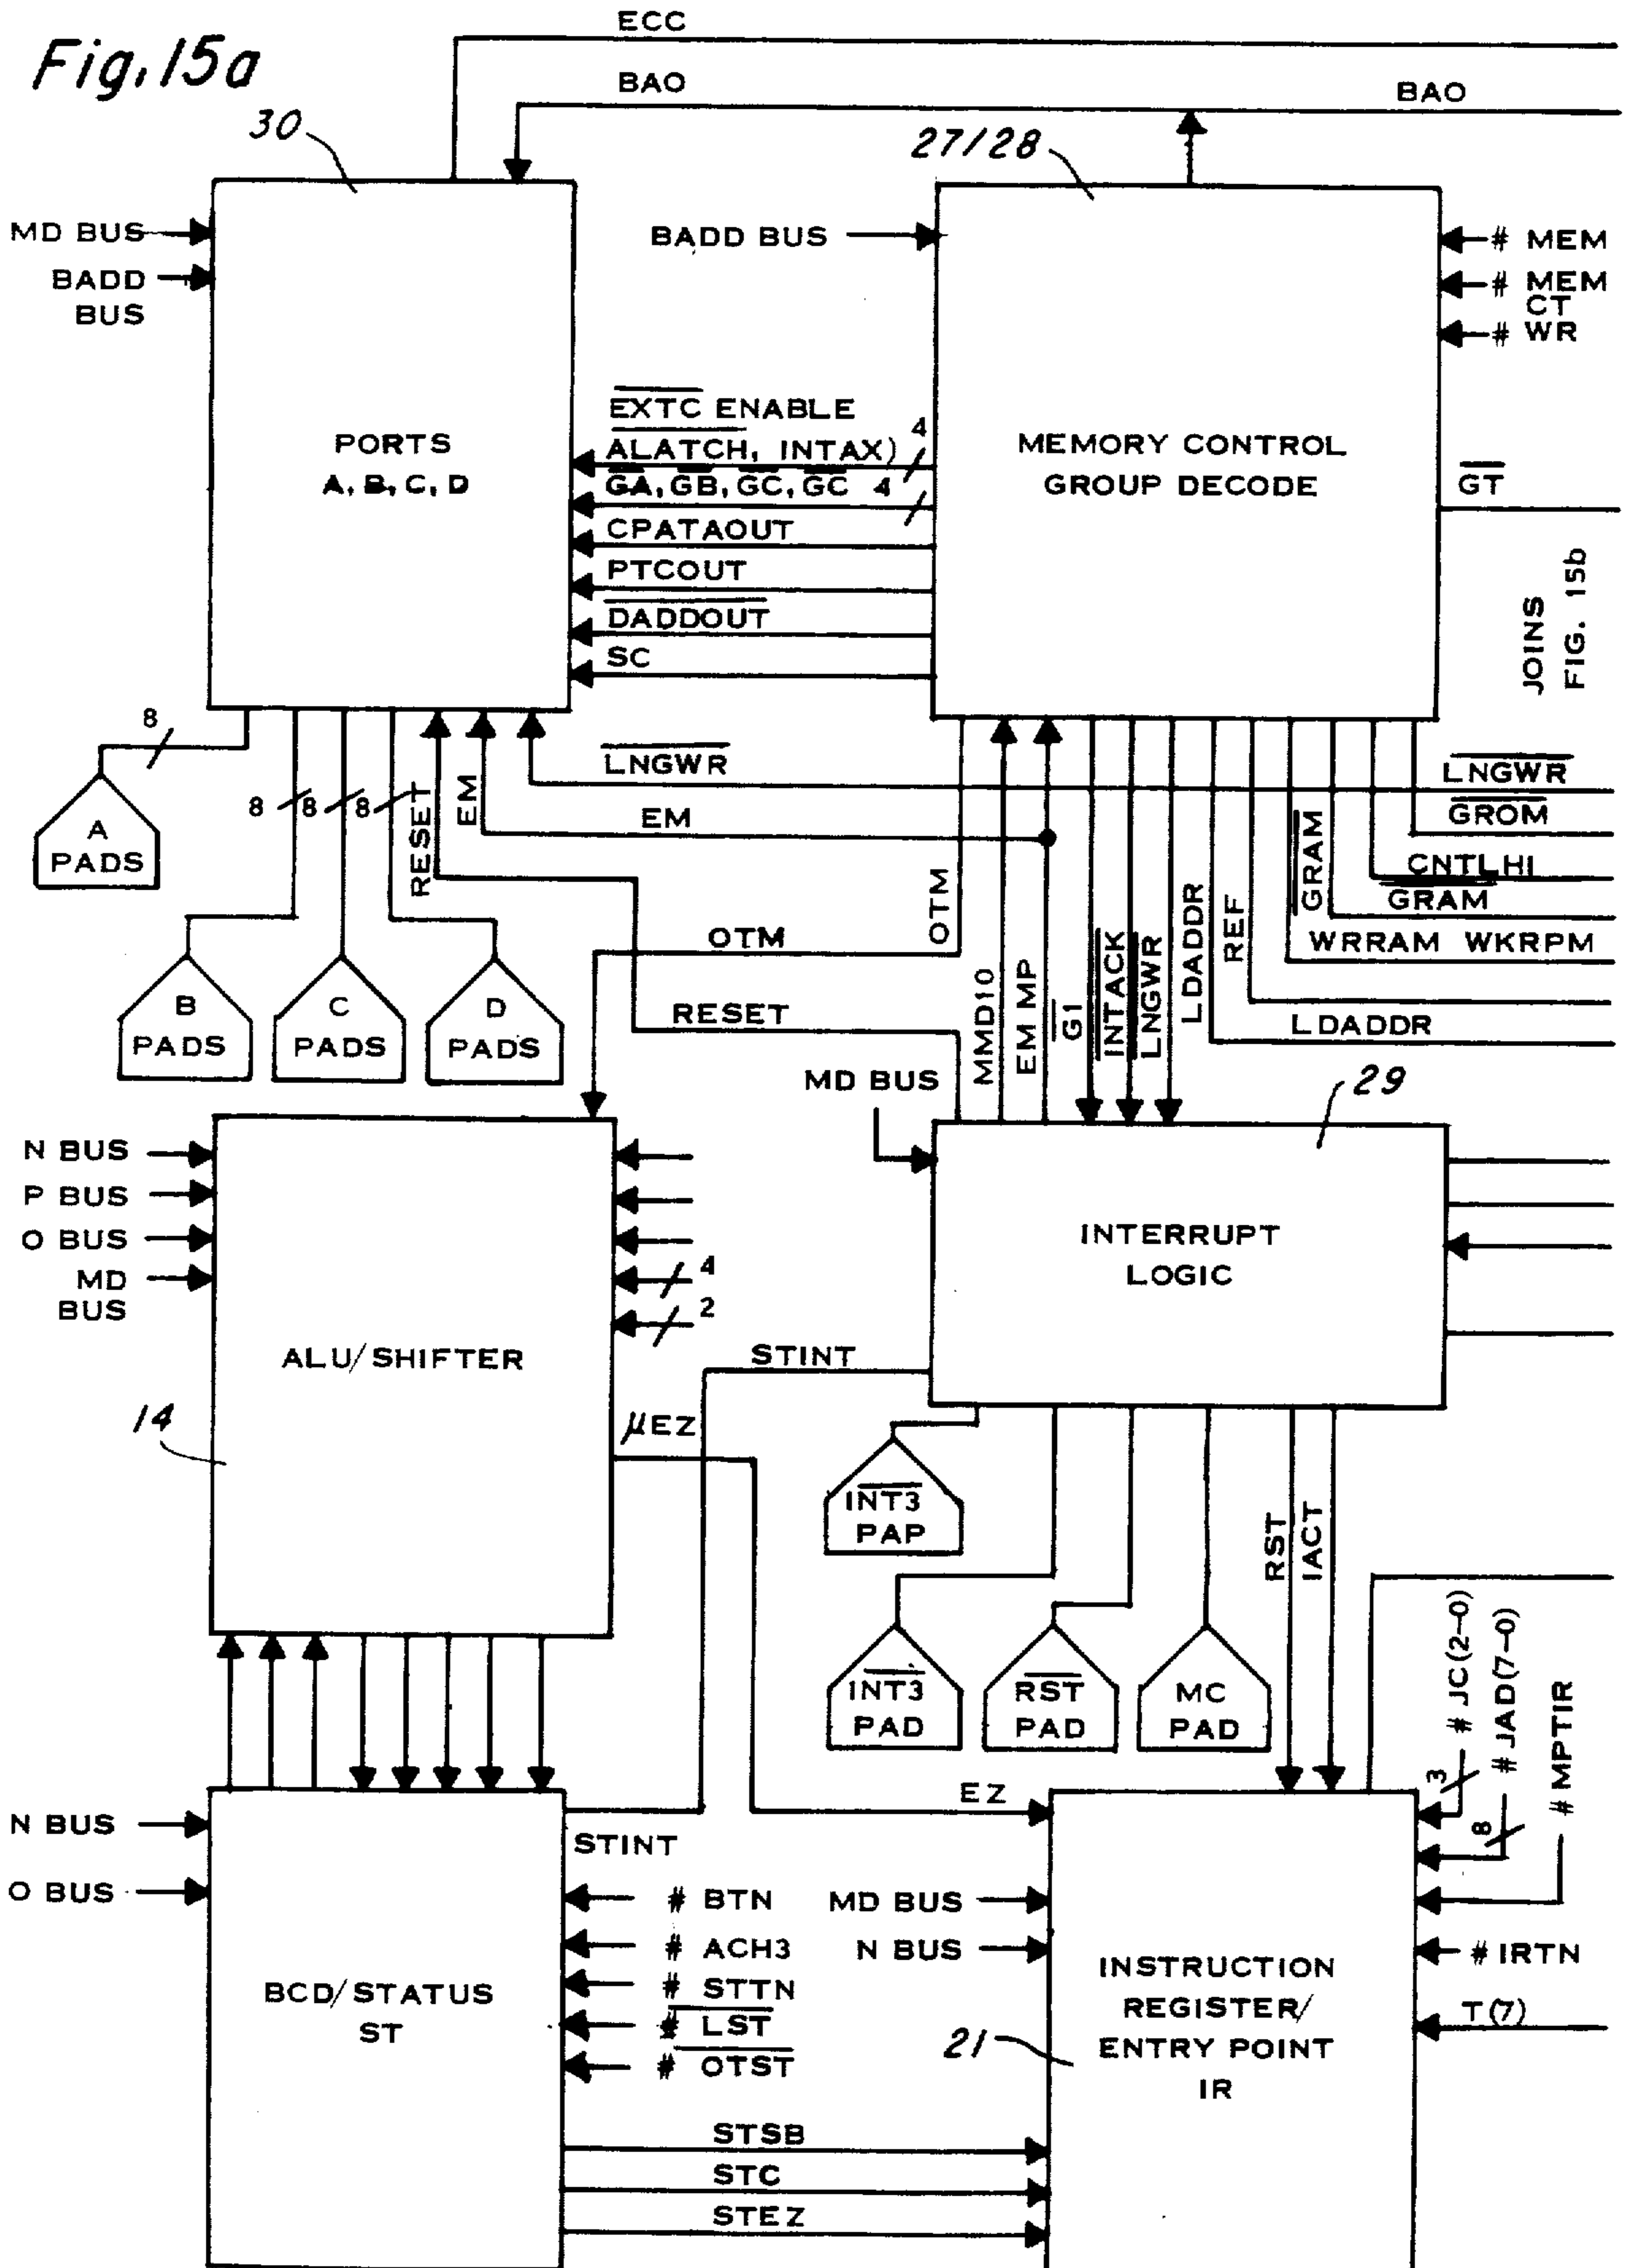 Fig. 15a
ECC
BAO
BAO
30
27/28
MD BUS
BADD
BUS
BADD BUS
# MEM
# MEM
CT
# WR
PORTS
A, B, C, D
EXTC ENABLE
ALATCH, INTAX)
4
GA, GB, GC, GC 4
CPATAOUT
PTCOUT
DADDOUT
SC
MEMORY CONTROL
GROUP DECODE
GT
JOINS
FIG. 15b
8
A
PADS
8
8
8
RESET
EM
LNGWR
EM
B
PADS
C
PADS
D
PADS
OTM
OTM
RESET
MMD10
EM MP
G1
INTACK
LNGWR
LDADDR
REF
GRAM
LNGWR
GROM
CNTLHI
GRAM
WRRAM WKRPM
LDADDR
MD BUS
29
N BUS
P BUS
O BUS
MD
BUS
4
2
ALU/SHIFTER
14
INTERRUPT
LOGIC
STINT
μEZ
INT3
PAP
INT3
PAD
RST
PAD
MC
PAD
RST
IACT
# JC(2-0)
# JAD(7-0)
# MPTIR
3
8
EZ
N BUS
O BUS
STINT
# BTN
# ACH3
# STTN
# LST
# OTST
BCD/STATUS
ST
MD BUS
N BUS
# IRTN
T(7)
21
INSTRUCTION
REGISTER/
ENTRY POINT
IR
STSB
STC
STEZ